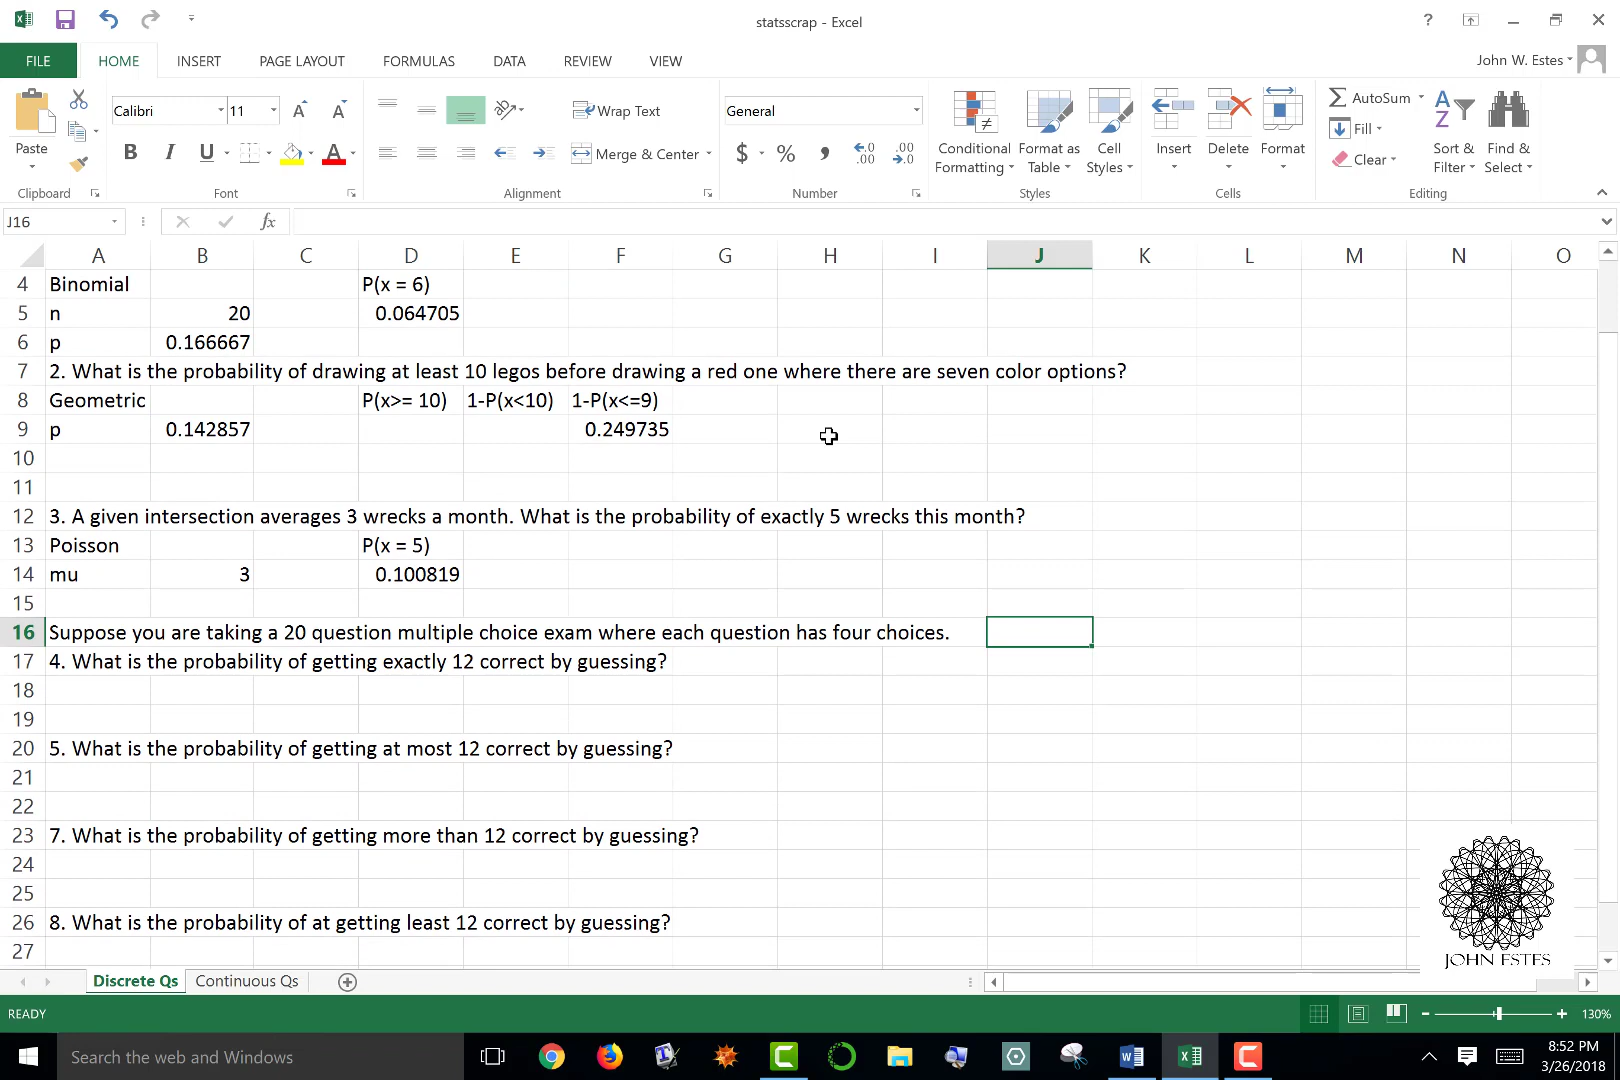 statsscrap - Excel
?
FILE HOME INSERT PAGE LAYOUT FORMULAS DATA REVIEW VIEW John W. Estes
Calibri 11 Wrap Text General AutoSum
Fill
Paste B I U A Merge & Center $ % , Conditional Formatting Format as Table Cell Styles Insert Delete Format Clear Sort & Filter Find & Select
Clipboard Font Alignment Number Styles Cells Editing
J16 fx
A B C D E F G H I J K L M N O
4 Binomial P(x = 6)
5 n 20 0.064705
6 p 0.166667
7 2. What is the probability of drawing at least 10 legos before drawing a red one where there are seven color options?
8 Geometric P(x>= 10) 1-P(x<10) 1-P(x<=9)
9 p 0.142857 0.249735
10
11
12 3. A given intersection averages 3 wrecks a month. What is the probability of exactly 5 wrecks this month?
13 Poisson P(x = 5)
14 mu 3 0.100819
15
16 Suppose you are taking a 20 question multiple choice exam where each question has four choices.
17 4. What is the probability of getting exactly 12 correct by guessing?
18
19
20 5. What is the probability of getting at most 12 correct by guessing?
21
22
23 7. What is the probability of getting more than 12 correct by guessing?
24
25
26 8. What is the probability of at getting least 12 correct by guessing?
27
JOHN ESTES
Discrete Qs Continuous Qs
READY 130%
Search the web and Windows
8:52 PM
3/26/2018